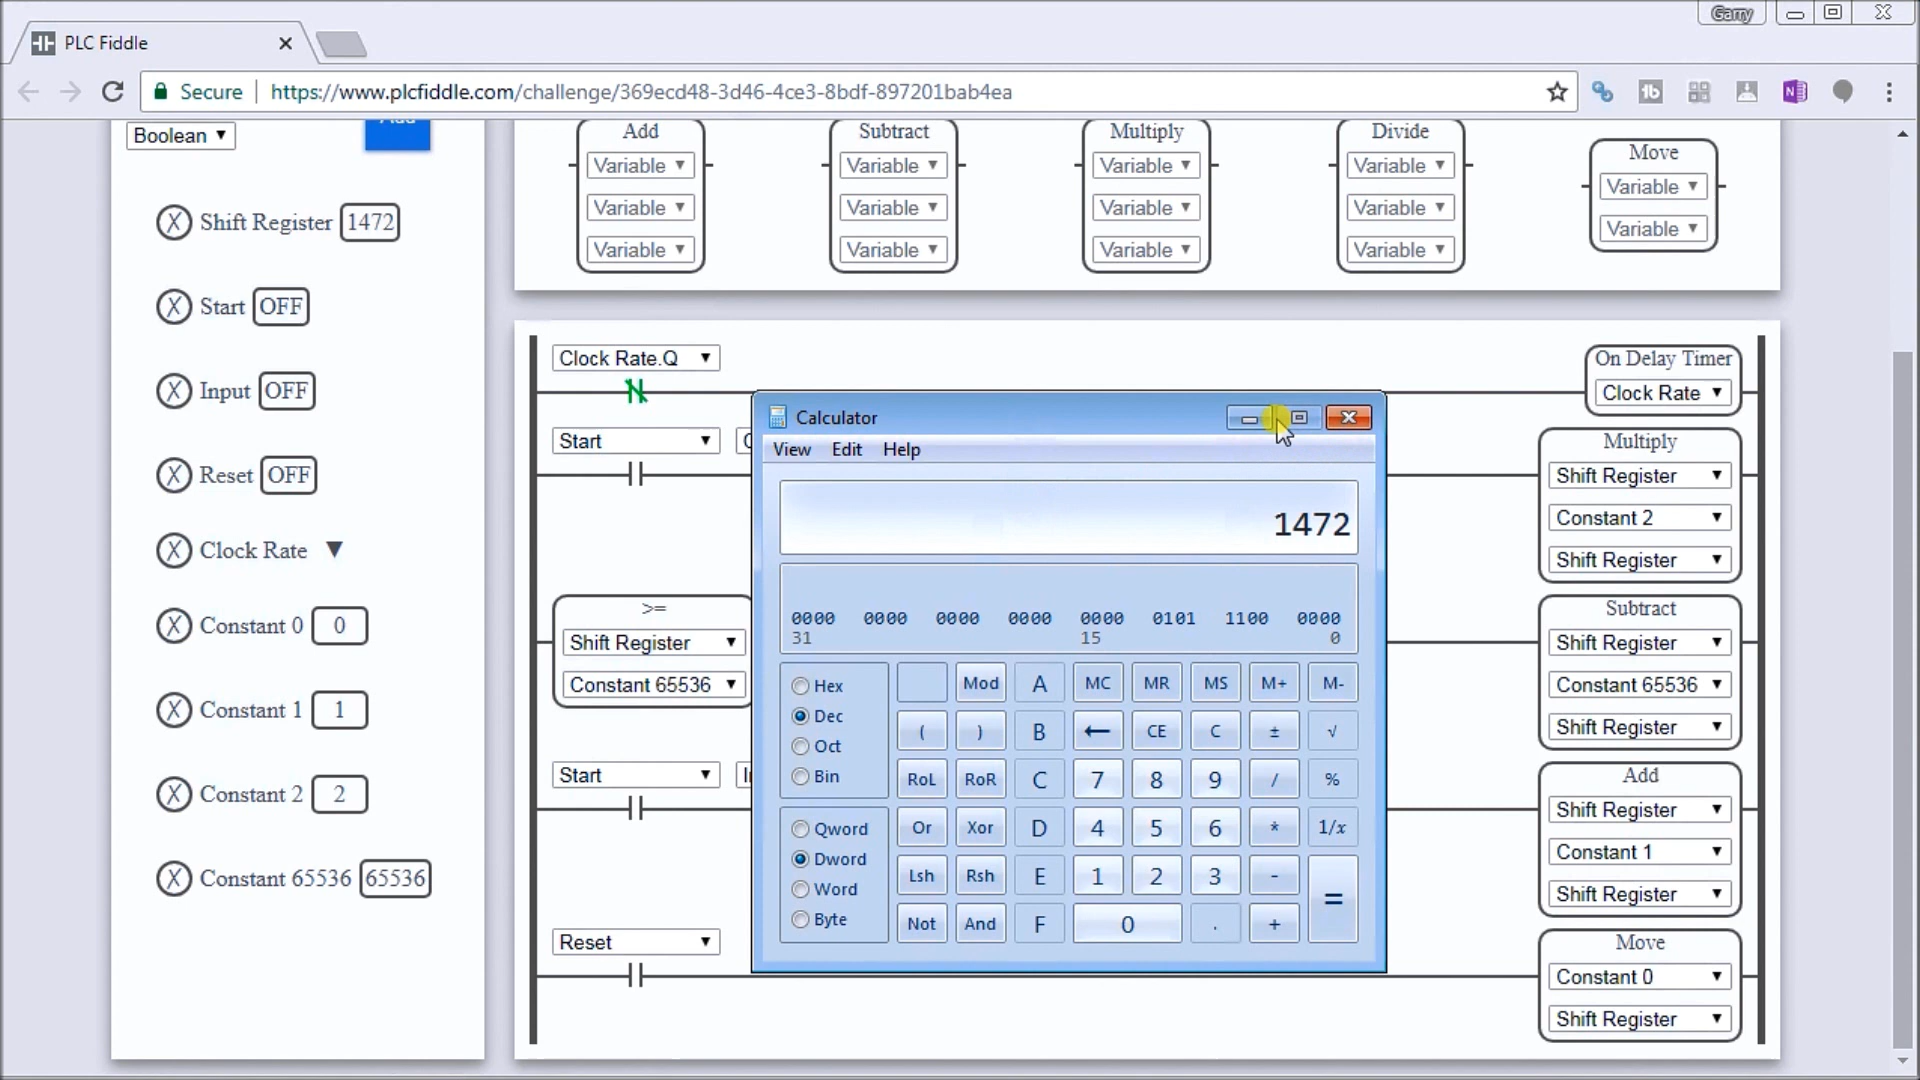 Garry
PLC Fiddle
Secure https://www.plcfiddle.com/challenge/369ecd48-3d46-4ce3-8bdf-897201bab4ea
Boolean
Add
Shift Register 1472
Start OFF
Input OFF
Reset OFF
Clock Rate
Constant 0 0
Constant 1 1
Constant 2 2
Constant 65536 65536
Add
Variable
Variable
Variable
Subtract
Variable
Variable
Variable
Multiply
Variable
Variable
Variable
Divide
Variable
Variable
Variable
Move
Variable
Variable
Clock Rate.Q
On Delay Timer
Clock Rate
Start
Multiply
Shift Register
Constant 2
Shift Register
>=
Shift Register
Constant 65536
Subtract
Shift Register
Constant 65536
Shift Register
Start
Add
Shift Register
Constant 1
Shift Register
Reset
Move
Constant 0
Shift Register
Calculator
View Edit Help
1472
0000 0000 0000 0000 0000 0101 1100 0000
31 15 0
Hex
Dec
Oct
Bin
Qword
Dword
Word
Byte
Mod A MC MR MS M+ M-
( ) B ← CE C ± √
RoL RoR C 7 8 9 / %
Or Xor D 4 5 6 * 1/x
Lsh Rsh E 1 2 3 - =
Not And F 0 . +